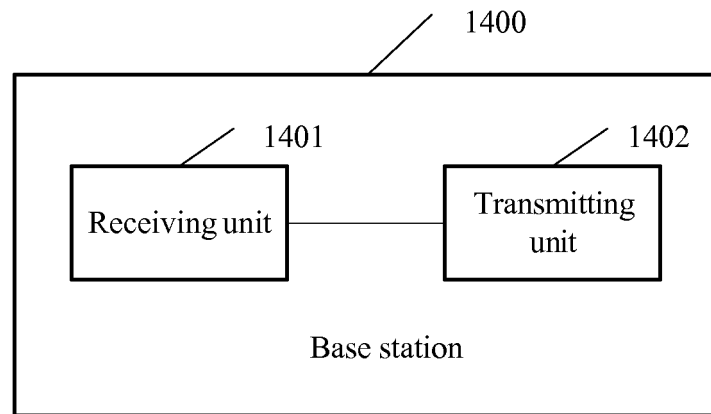 1400
1401
1402
Receiving unit
Transmitting
unit
Base station